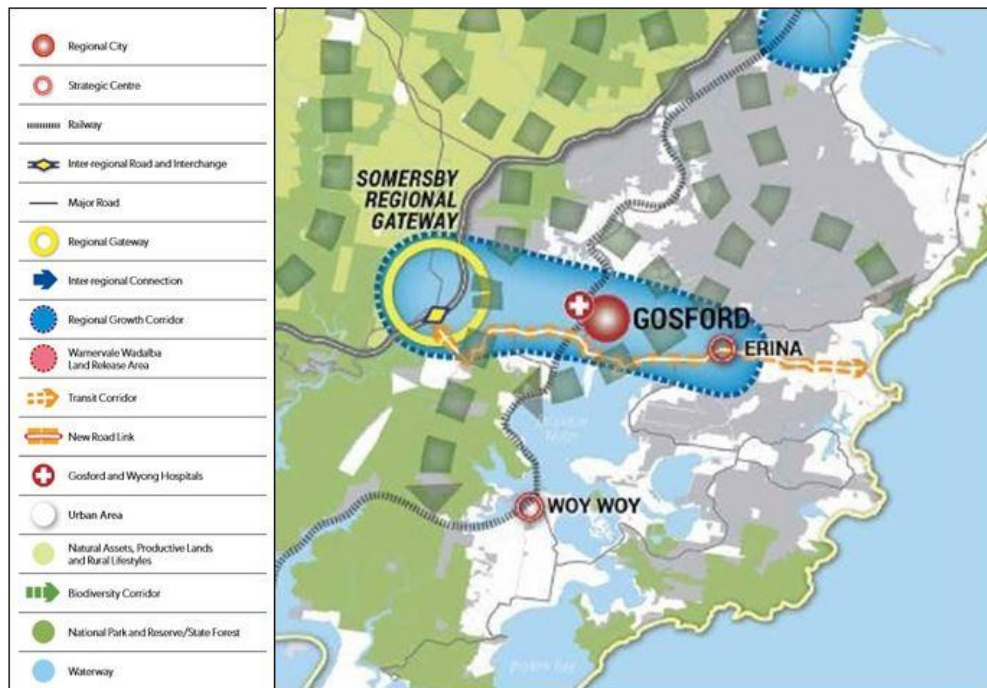 Regional City
Strategic Centre
Railway
Inter-regional Road and Interchange
Major Road
Regional Gateway
Inter-regional Connection
Regional Growth Corridor
Warnervale Wadalba
Land Release Area
Transit Corridor
New Road Link
Gosford and Wyong Hospitals
Urban Area
Natural Assets, Productive Lands
and Rural Lifestyles
Biodiversity Corridor
National Park and Reserve/State Forest
Waterway
SOMERSBY
REGIONAL
GATEWAY
GOSFORD
ERINA
WOY WOY
Broken Bay